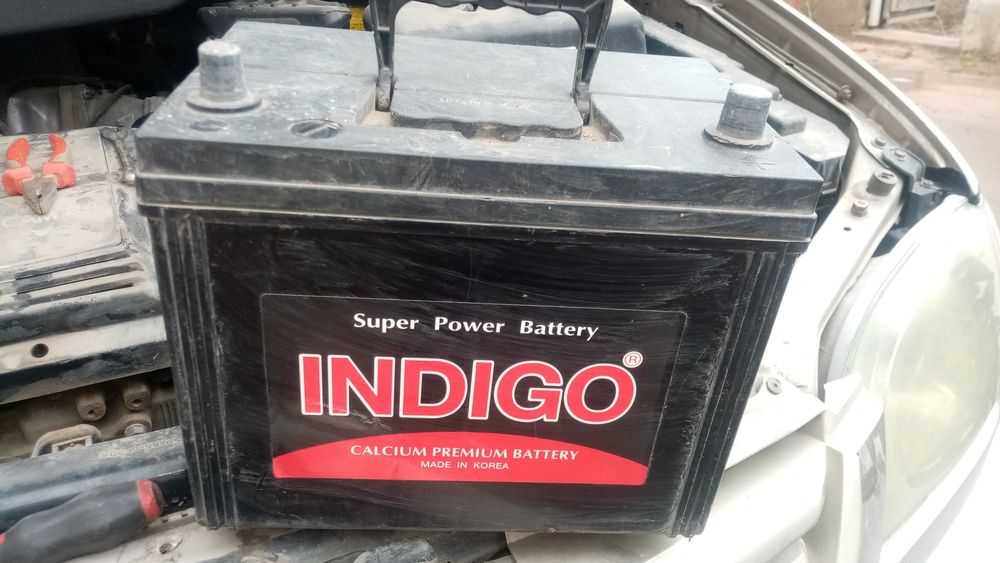 Super Power Battery
INDIGO®
CALCIUM PREMIUM BATTERY
MADE IN KOREA